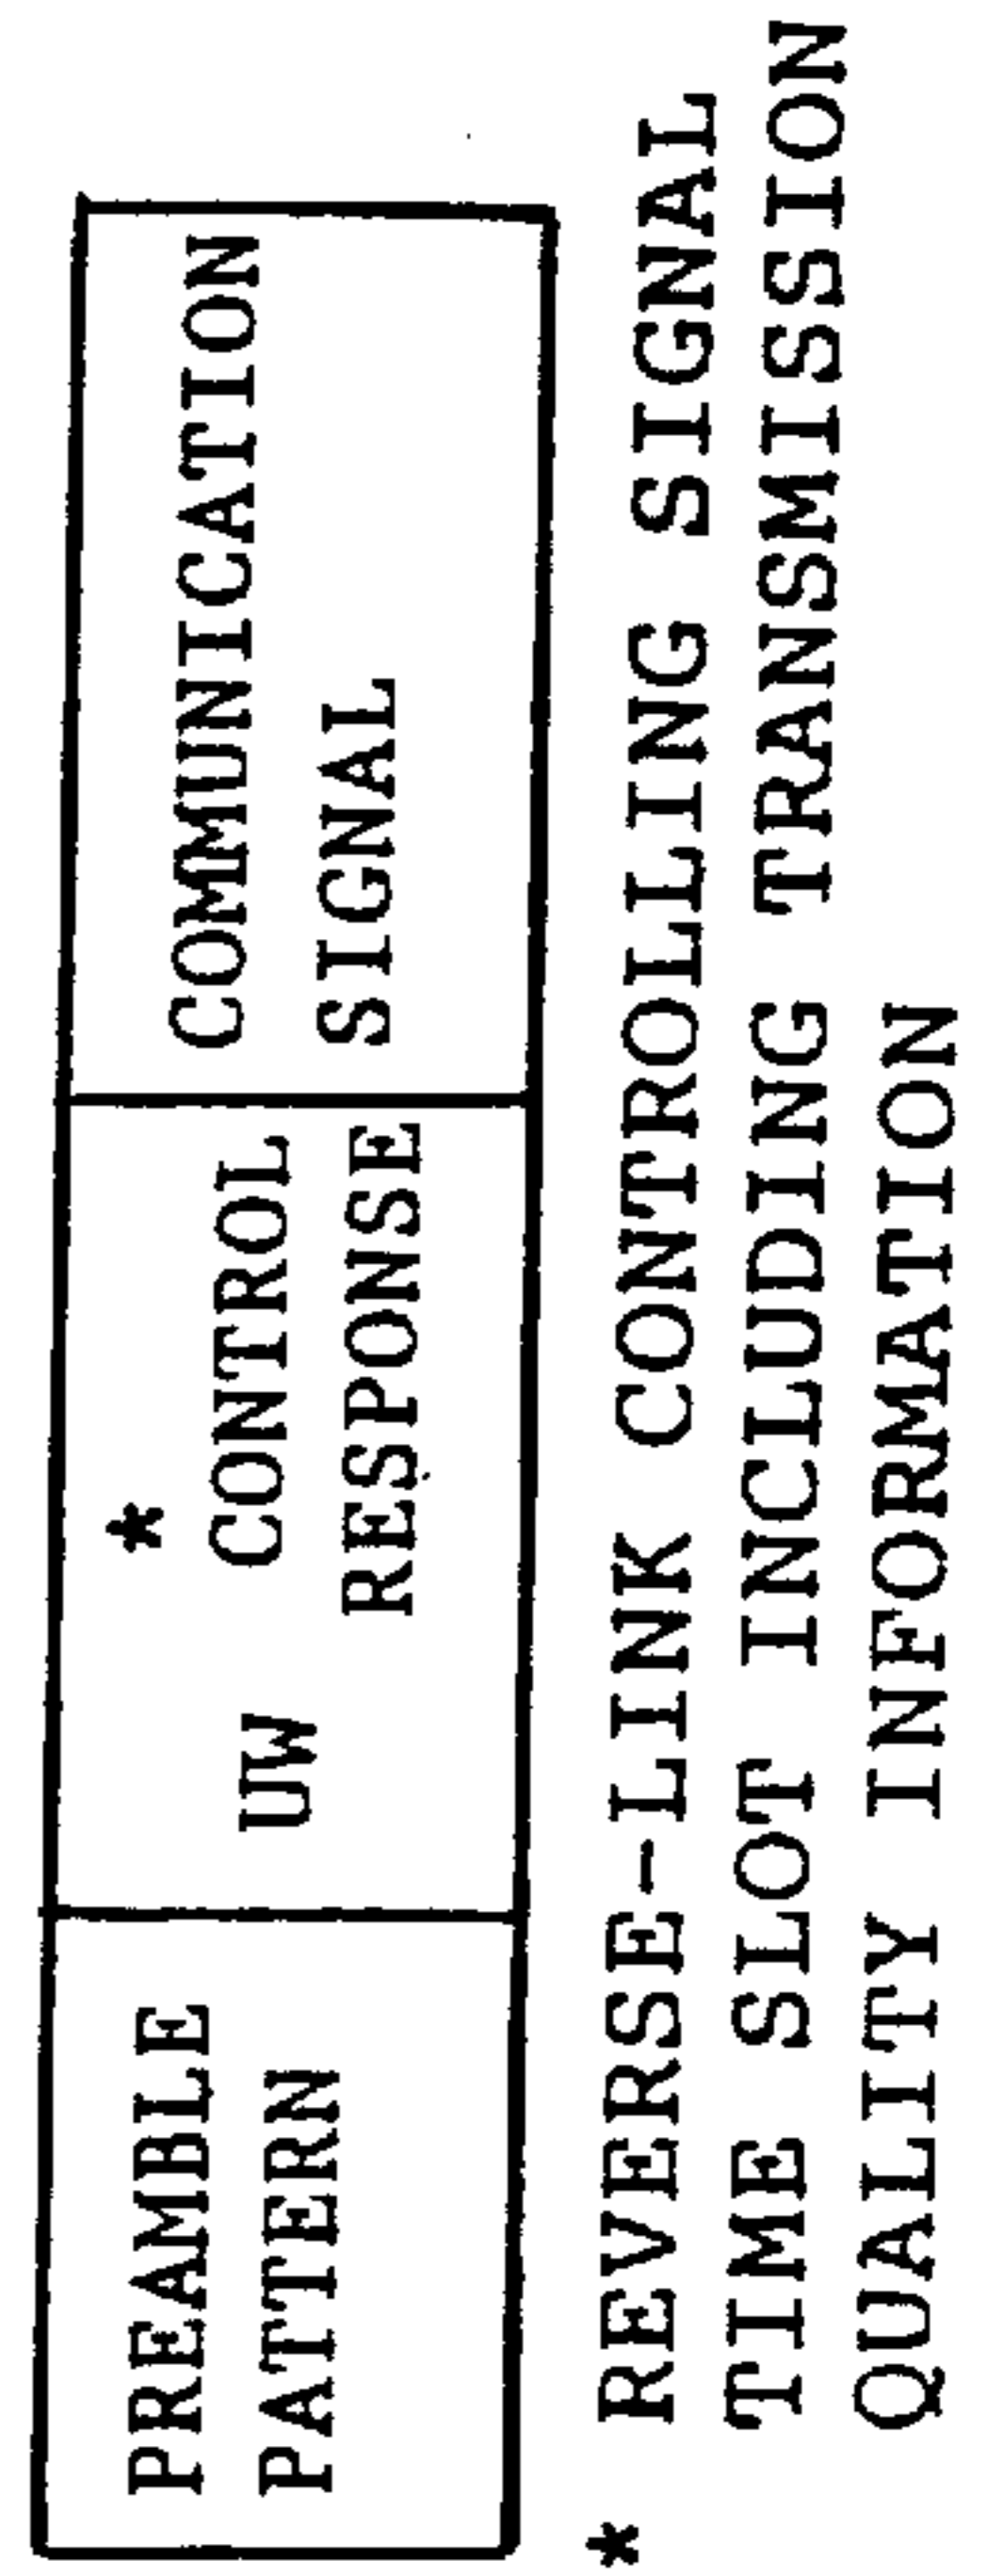 PREAMBLE
PATTERN
UW
*
CONTROL
RESPONSE
COMMUNICATION
SIGNAL
* REVERSE-LINK CONTROLLING SIGNAL
TIME SLOT INCLUDING TRANSMISSION
QUALITY INFORMATION